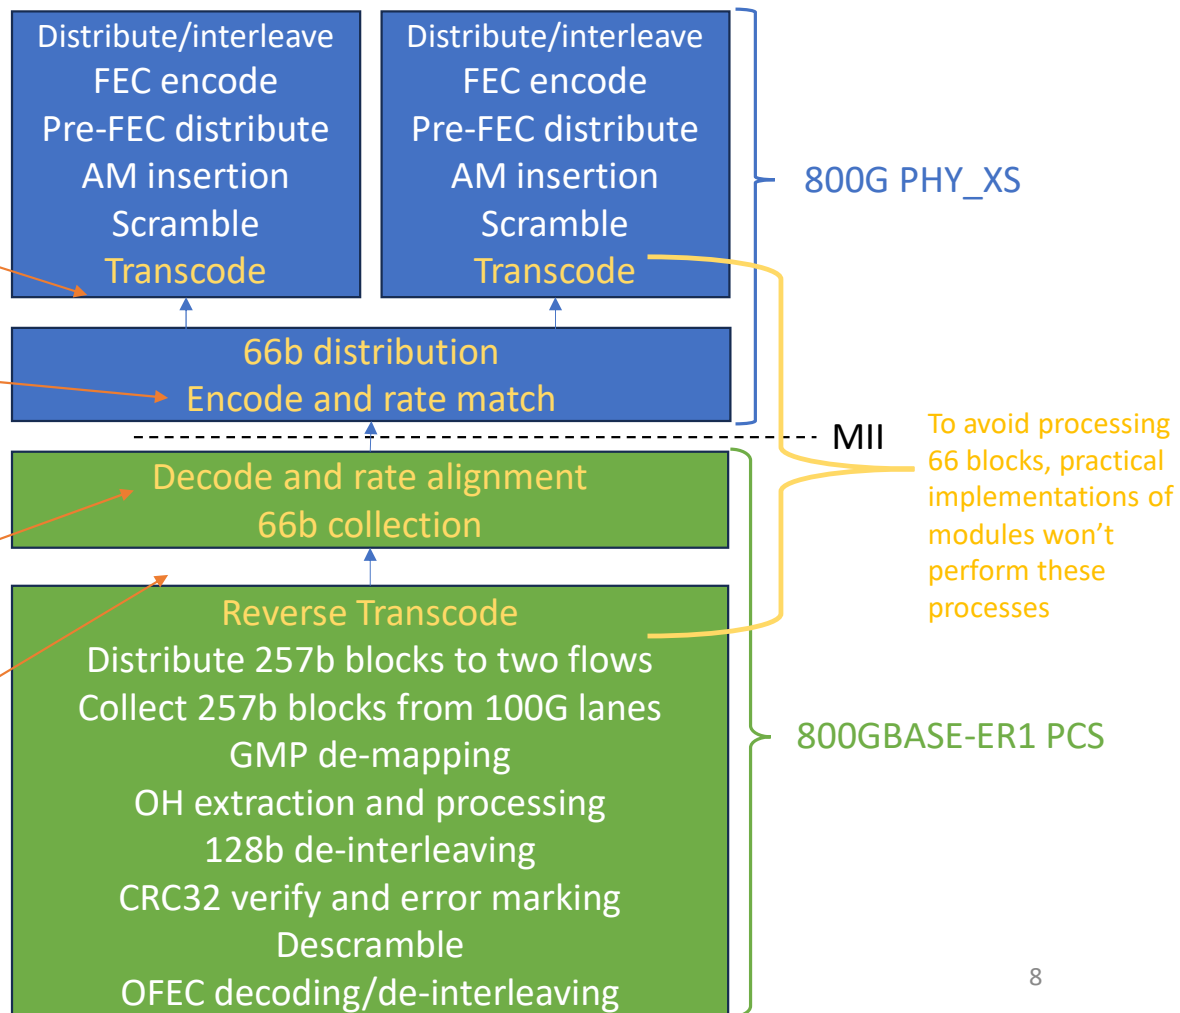 Distribute/interleave
FEC encode
Pre-FEC distribute
AM insertion
Scramble
Transcode
Distribute/interleave
FEC encode
Pre-FEC distribute
AM insertion
Scramble
Transcode
800G PHY_XS
66b distribution
Encode and rate match
MII
Decode and rate alignment
66b collection
To avoid processing
66 blocks, practical
implementations of
modules won’t
perform these
processes
Reverse Transcode
Distribute 257b blocks to two flows
Collect 257b blocks from 100G lanes
GMP de-mapping
OH extraction and processing
128b de-interleaving
CRC32 verify and error marking
Descramble
OFEC decoding/de-interleaving
800GBASE-ER1 PCS
8